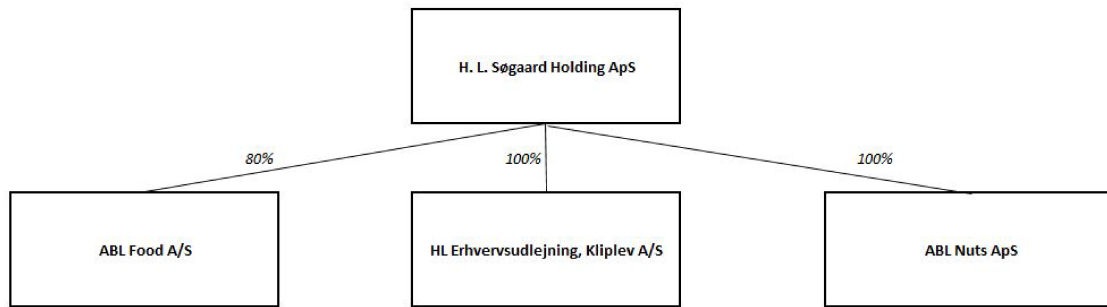 H. L. Søgaard Holding ApS
80%
100%
100%
ABL Food A/S
HL Erhvervsudlejning, Kliplev A/S
ABL Nuts ApS